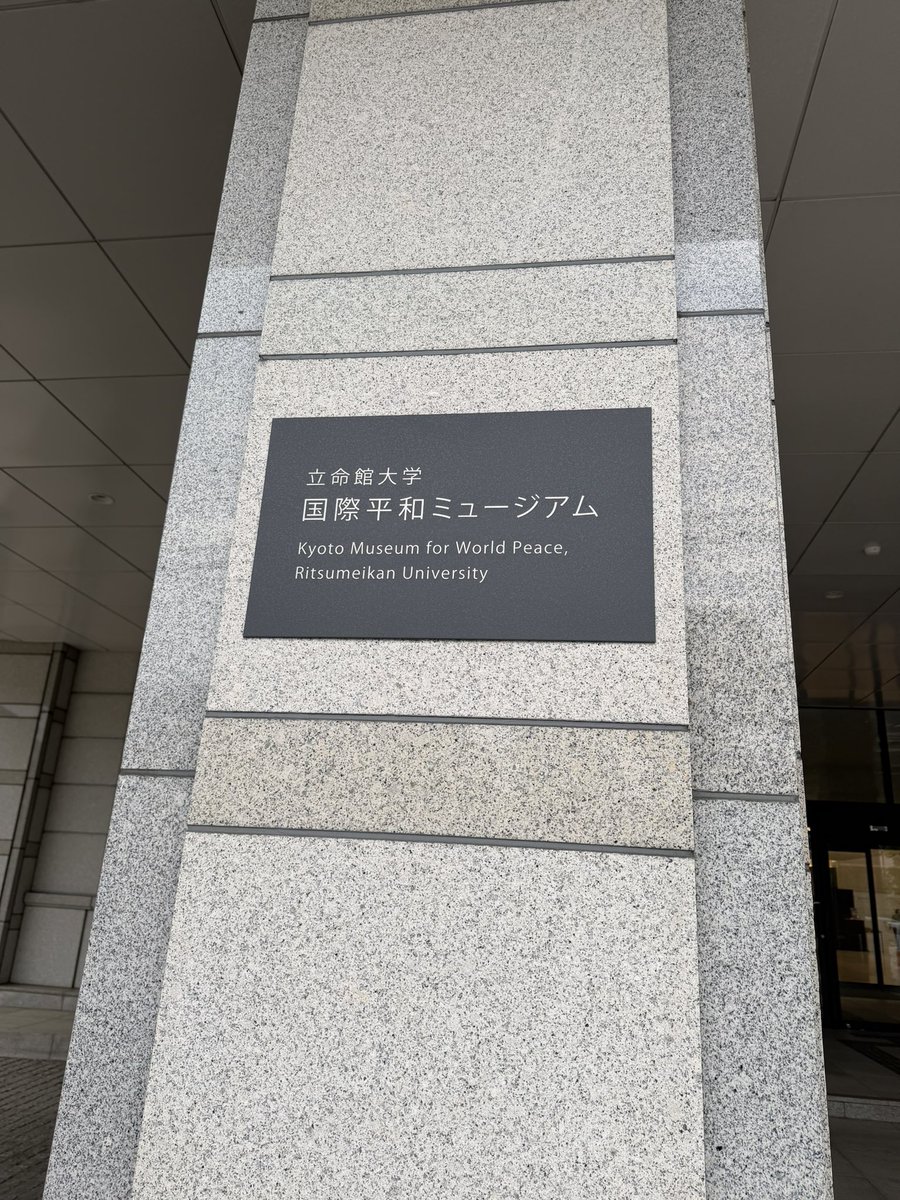 立命館大学
国際平和ミュージアム
Kyoto Museum for World Peace,
Ritsumeikan University